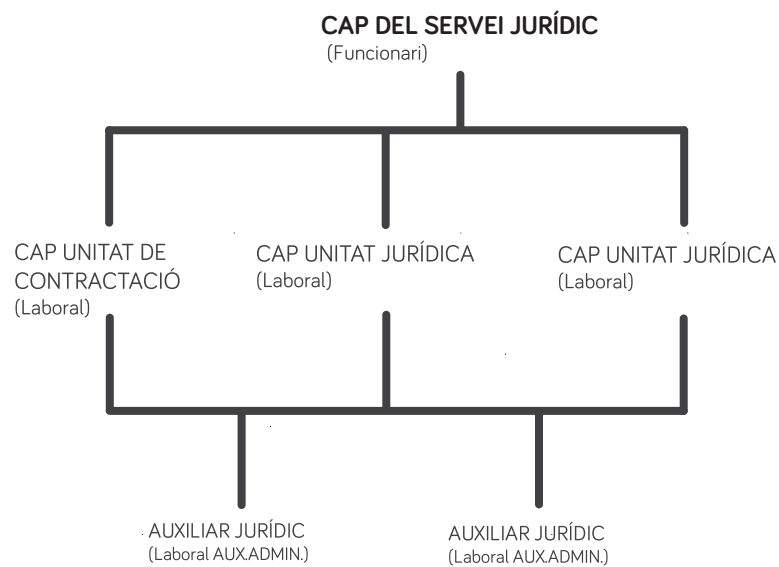 CAP DEL SERVEI JURÍDIC
(Funcionari)
CAP UNITAT DE
CONTRACTACIÓ
(Laboral)
CAP UNITAT JURÍDICA
(Laboral)
CAP UNITAT JURÍDICA
(Laboral)
AUXILIAR JURÍDIC
(Laboral AUX.ADMIN.)
AUXILIAR JURÍDIC
(Laboral AUX.ADMIN.)